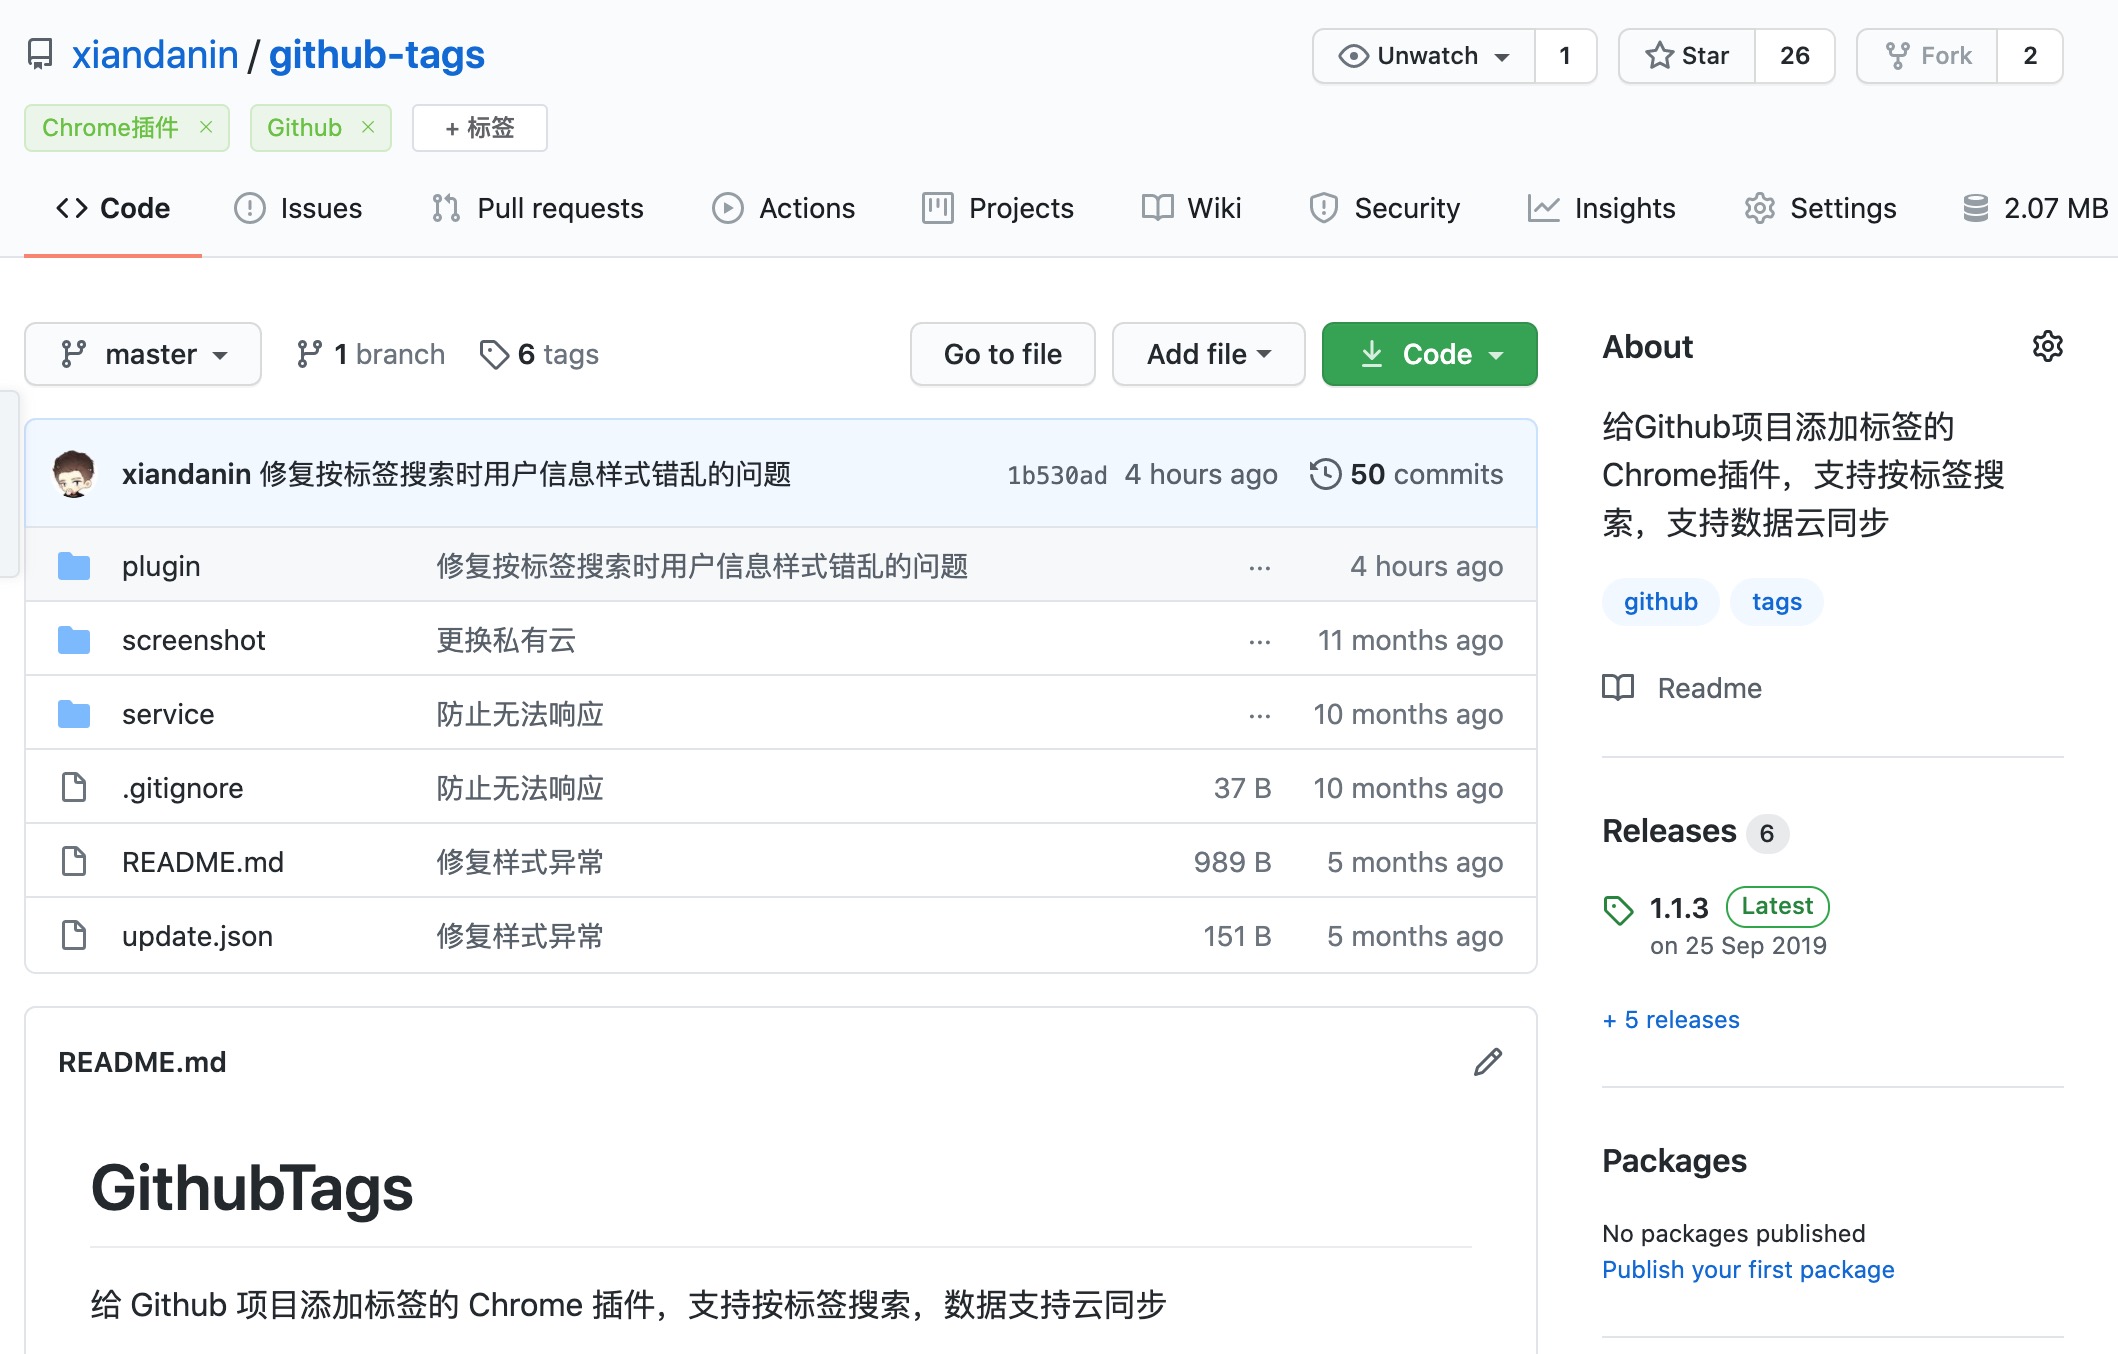 xiandanin / github-tags
Unwatch 1 Star 26 Fork 2
Chrome插件 × Github × + 标签
Code Issues Pull requests Actions Projects Wiki Security Insights Settings 2.07 MB
master 1 branch 6 tags Go to file Add file Code
xiandanin 修复按标签搜索时用户信息样式错乱的问题 1b530ad 4 hours ago 50 commits
plugin 修复按标签搜索时用户信息样式错乱的问题 ... 4 hours ago
screenshot 更换私有云 ... 11 months ago
service 防止无法响应 ... 10 months ago
.gitignore 防止无法响应 37 B 10 months ago
README.md 修复样式异常 989 B 5 months ago
update.json 修复样式异常 151 B 5 months ago
README.md
GithubTags
给 Github 项目添加标签的 Chrome 插件，支持按标签搜索，数据支持云同步
About
给Github项目添加标签的
Chrome插件，支持按标签搜
索，支持数据云同步
github tags
Readme
Releases 6
1.1.3 Latest
on 25 Sep 2019
+ 5 releases
Packages
No packages published
Publish your first package